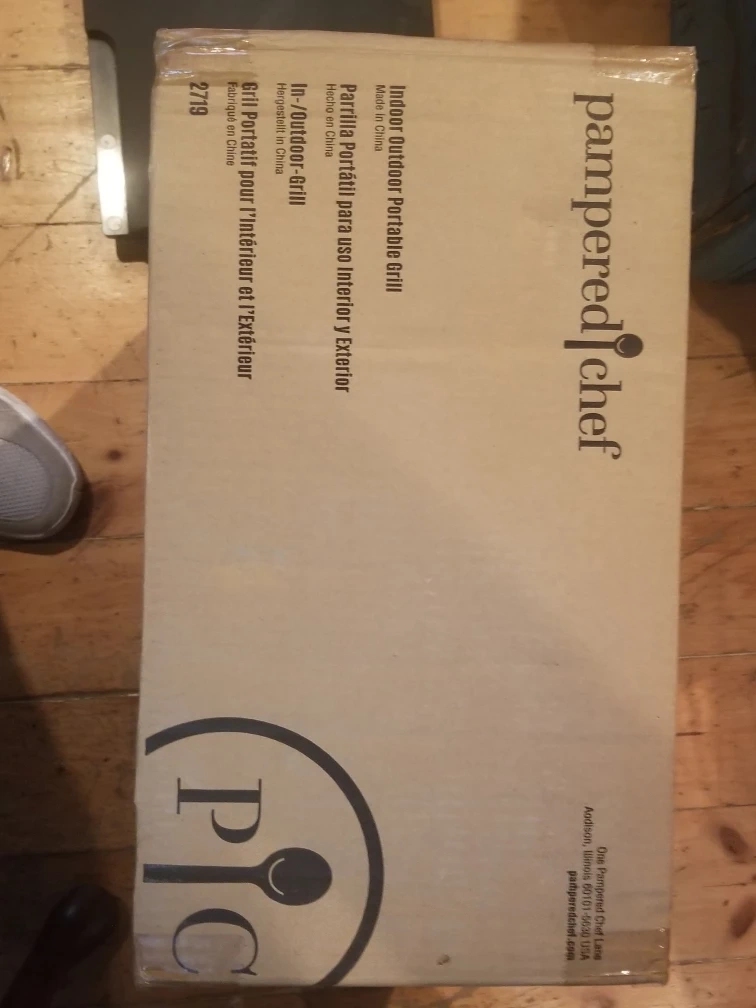 pampered chef
Indoor Outdoor Portable Grill
Made in China
Parrilla Portátil para uso Interior y Exterior
Hecho en China
In-/Outdoor-Grill
Hergestellt in China
Gril Portatif pour l'Intérieur et l'Extérieur
Fabriqué en Chine
2719
One Pampered Chef Lane
Addison, Illinois 60101-5630 USA
pamperedchef.com
P C